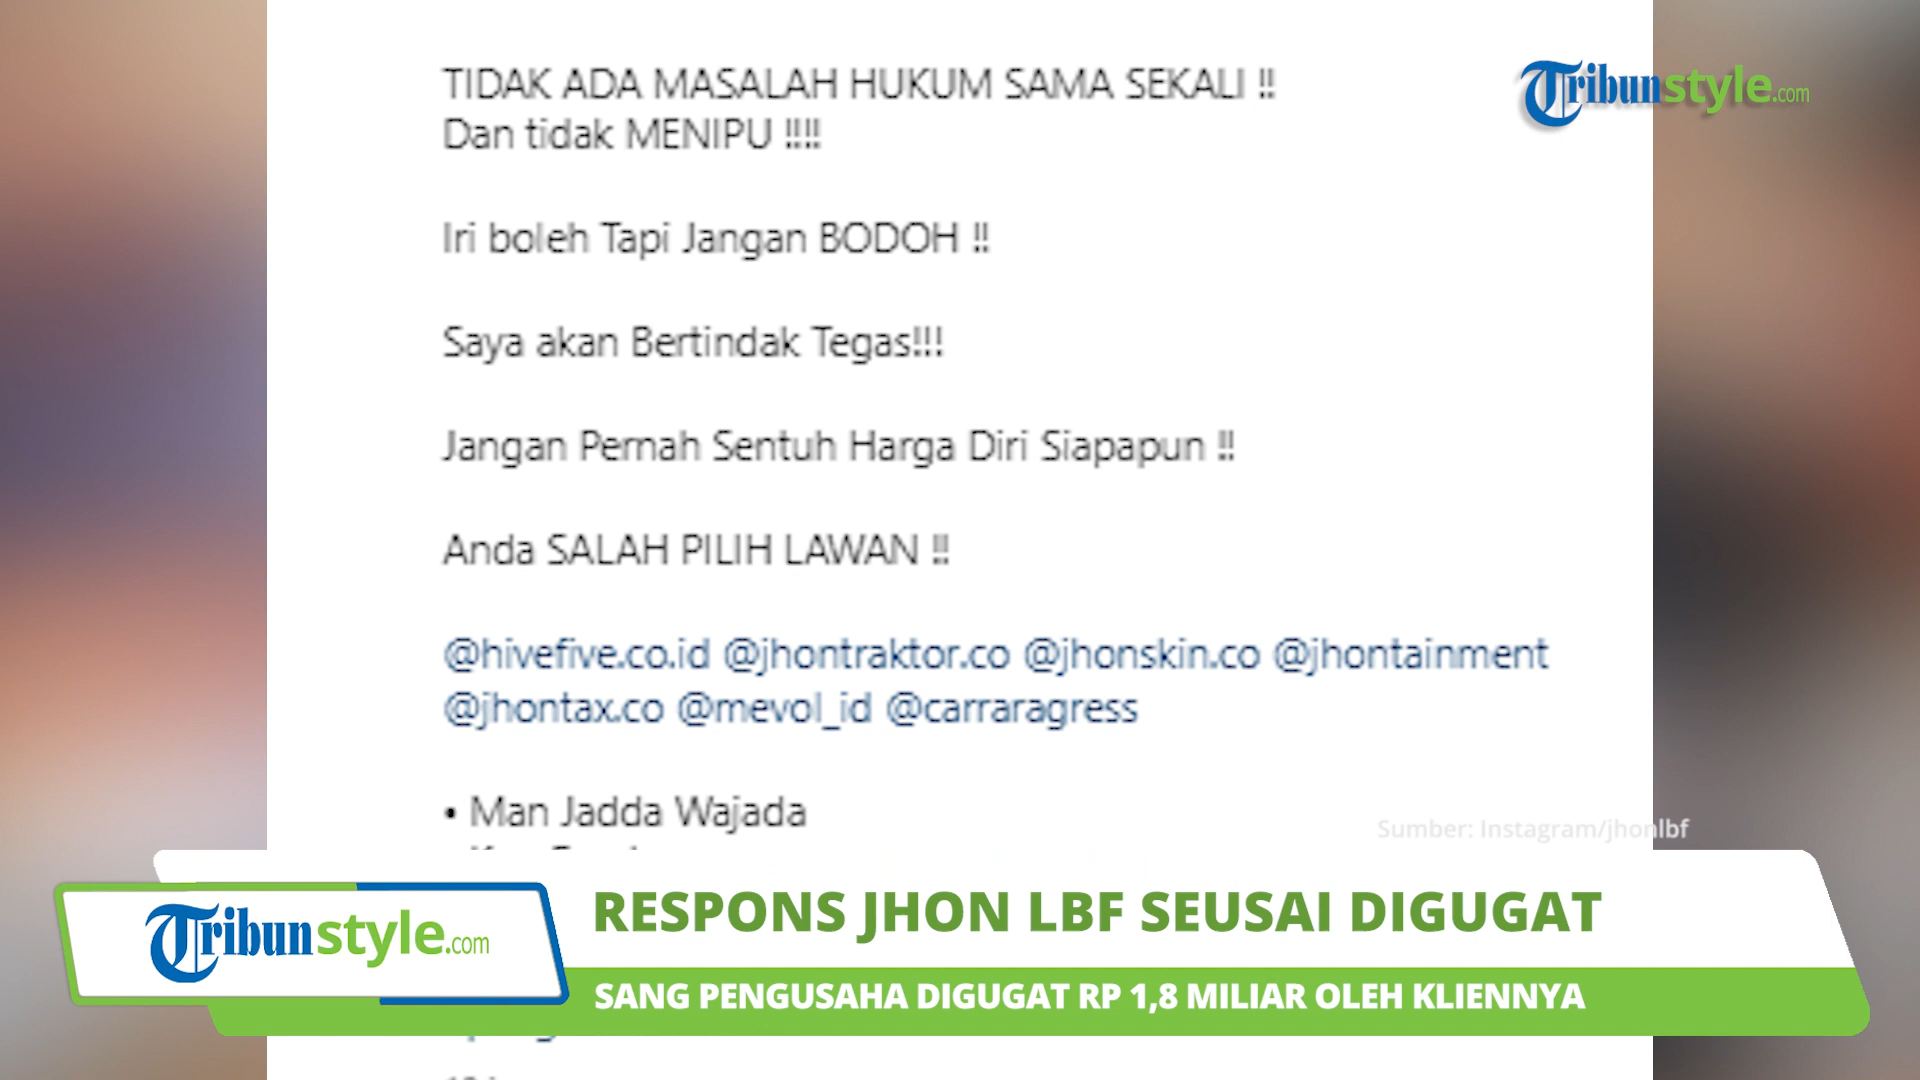 TIDAK ADA MASALAH HUKUM SAMA SEKALI !!
Dan tidak MENIPU !!!!
Iri boleh Tapi Jangan BODOH !!
Saya akan Bertindak Tegas!!!
Jangan Pernah Sentuh Harga Diri Siapapun !!
Anda SALAH PILIH LAWAN !!
@hivefive.co.id @jhontraktor.co @jhonskin.co @jhontainment
@jhontax.co @mevol_id @carraragress
• Man Jadda Wajada
Tribunstyle.com
Sumber: Instagram/jhonlbf
Tribunstyle.com
RESPONS JHON LBF SEUSAI DIGUGAT
SANG PENGUSAHA DIGUGAT RP 1,8 MILIAR OLEH KLIENNYA